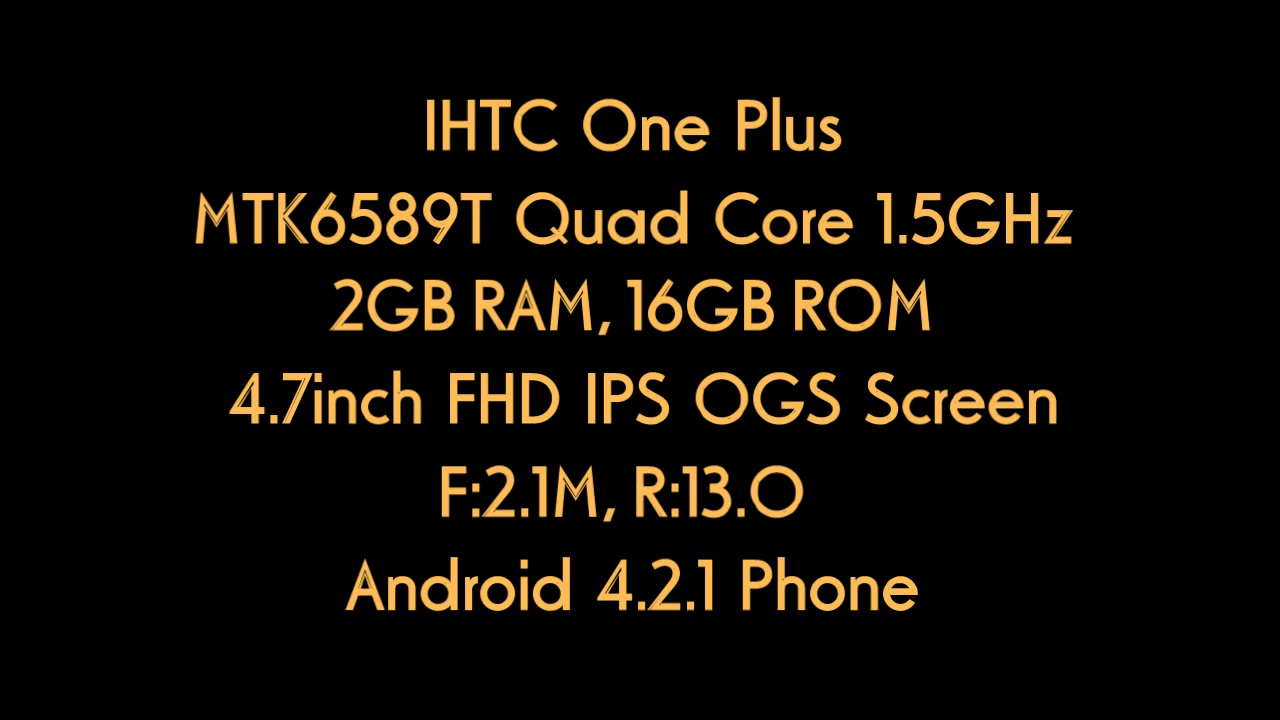 IHTC One Plus
MTK6589T Quad Core 1.5GHz
2GB RAM, 16GB ROM
4.7inch FHD IPS OGS Screen
F:2.1M, R:13.O
Android 4.2.1 Phone